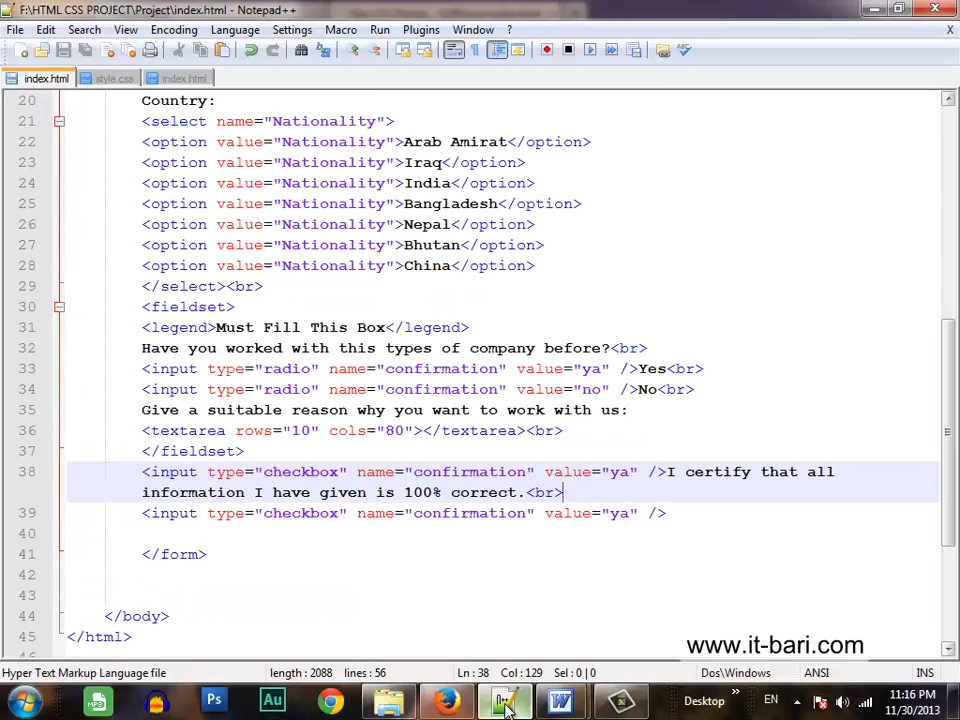 F:\HTML CSS PROJECT\Project\index.html - Notepad++
File Edit Search View Encoding Language Settings Macro Run Plugins Window ? X
index.html style.css index.html
20 Country:
21 <select name="Nationality">
22 <option value="Nationality">Arab Amirat</option>
23 <option value="Nationality">Iraq</option>
24 <option value="Nationality">India</option>
25 <option value="Nationality">Bangladesh</option>
26 <option value="Nationality">Nepal</option>
27 <option value="Nationality">Bhutan</option>
28 <option value="Nationality">China</option>
29 </select><br>
30 <fieldset>
31 <legend>Must Fill This Box</legend>
32 Have you worked with this types of company before?<br>
33 <input type="radio" name="confirmation" value="ya" />Yes<br>
34 <input type="radio" name="confirmation" value="no" />No<br>
35 Give a suitable reason why you want to work with us:
36 <textarea rows="10" cols="80"></textarea><br>
37 </fieldset>
38 <input type="checkbox" name="confirmation" value="ya" />I certify that all
information I have given is 100% correct.<br>
39 <input type="checkbox" name="confirmation" value="ya" />
40
41 </form>
42
43
44 </body>
45 </html>
www.it-bari.com
Hyper Text Markup Language file length : 2088 lines : 56 Ln : 38 Col : 129 Sel : 0 | 0 Dos\Windows ANSI INS
MP3 Ps Au W Desktop » EN 11:16 PM
11/30/2013